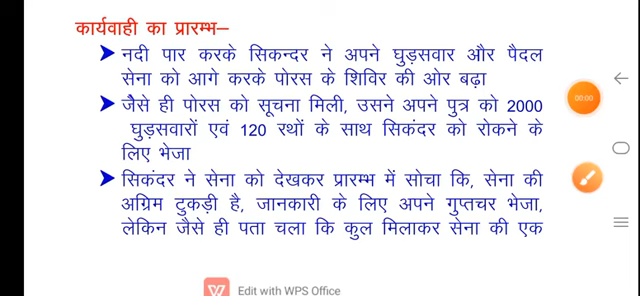 कार्यवाही का प्रारम्भ–
➤ नदी पार करके सिकन्दर ने अपने घुड़सवार और पैदल
सेना को आगे करके पोरस के शिविर की ओर बढ़ा
➤ जैसे ही पोरस को सूचना मिली, उसने अपने पुत्र को 2000
घुड़सवारों एवं 120 रथों के साथ सिकंदर को रोकने के
लिए भेजा
➤ सिकंदर ने सेना को देखकर प्रारम्भ में सोचा कि, सेना की
अग्रिम टुकड़ी है, जानकारी के लिए अपने गुप्तचर भेजा,
लेकिन जैसे ही पता चला कि कुल मिलाकर सेना की एक
00:00
Edit with WPS Office